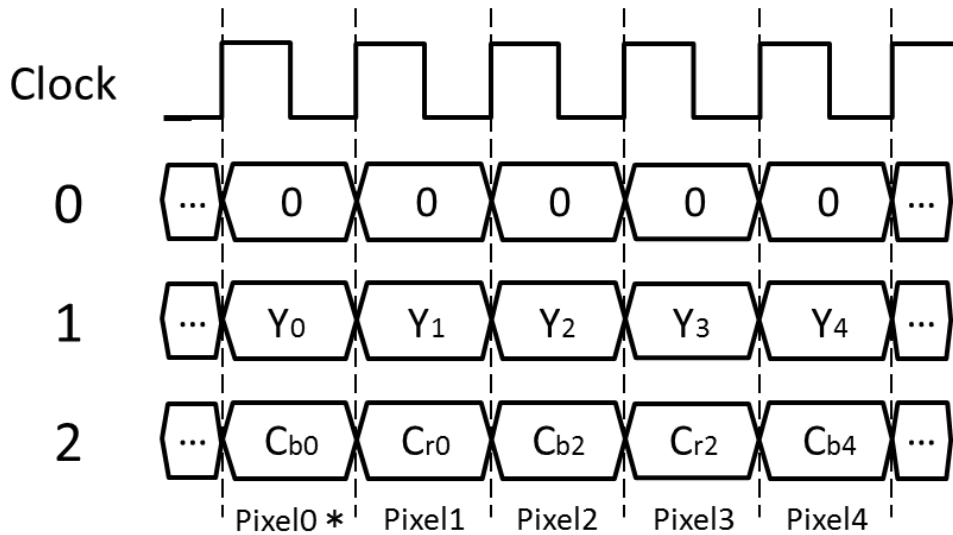 Clock
0 ... 0 0 0 0 0 ...
1 ... Y0 Y1 Y2 Y3 Y4 ...
2 ... Cb0 Cr0 Cb2 Cr2 Cb4 ...
Pixel0 * Pixel1 Pixel2 Pixel3 Pixel4